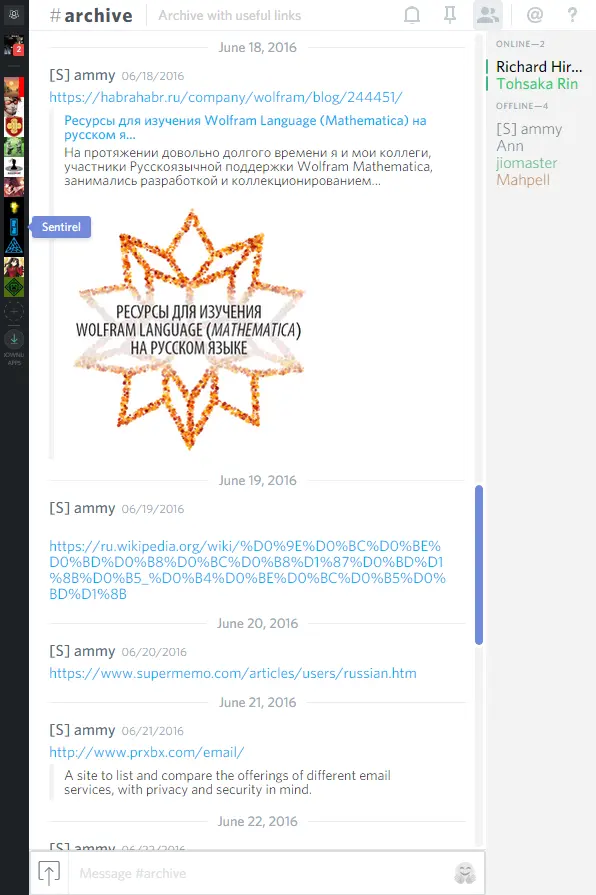 #archive
Archive with useful links
@
?
2
Sentirel
APPS
June 18, 2016
[S] ammy 06/18/2016
https://habrahabr.ru/company/wolfram/blog/244451/
Ресурсы для изучения Wolfram Language (Mathematica) на
русском я...
На протяжении довольно долгого времени я и мои коллеги,
участники Русскоязычной поддержки Wolfram Mathematica,
занимались разработкой и коллекционированием...
РЕСУРСЫ ДЛЯ ИЗУЧЕНИЯ
WOLFRAM LANGUAGE (MATHEMATICA)
НА РУССКОМ ЯЗЫКЕ
June 19, 2016
[S] ammy 06/19/2016
https://ru.wikipedia.org/wiki/%D0%9E%D0%BC%D0%BE%
D0%BD%D0%B8%D0%BC%D0%B8%D1%87%D0%BD%D1
%8B%D0%B5_%D0%B4%D0%BE%D0%BC%D0%B5%D0%
BD%D1%8B
June 20, 2016
[S] ammy 06/20/2016
https://www.supermemo.com/articles/users/russian.htm
June 21, 2016
[S] ammy 06/21/2016
http://www.prxbx.com/email/
A site to list and compare the offerings of different email
services, with privacy and security in mind.
June 22, 2016
[S] ammy 06/22/2016
Message #archive
ONLINE—2
Richard Hir...
Tohsaka Rin
OFFLINE—4
[S] ammy
Ann
jiomaster
Mahpell